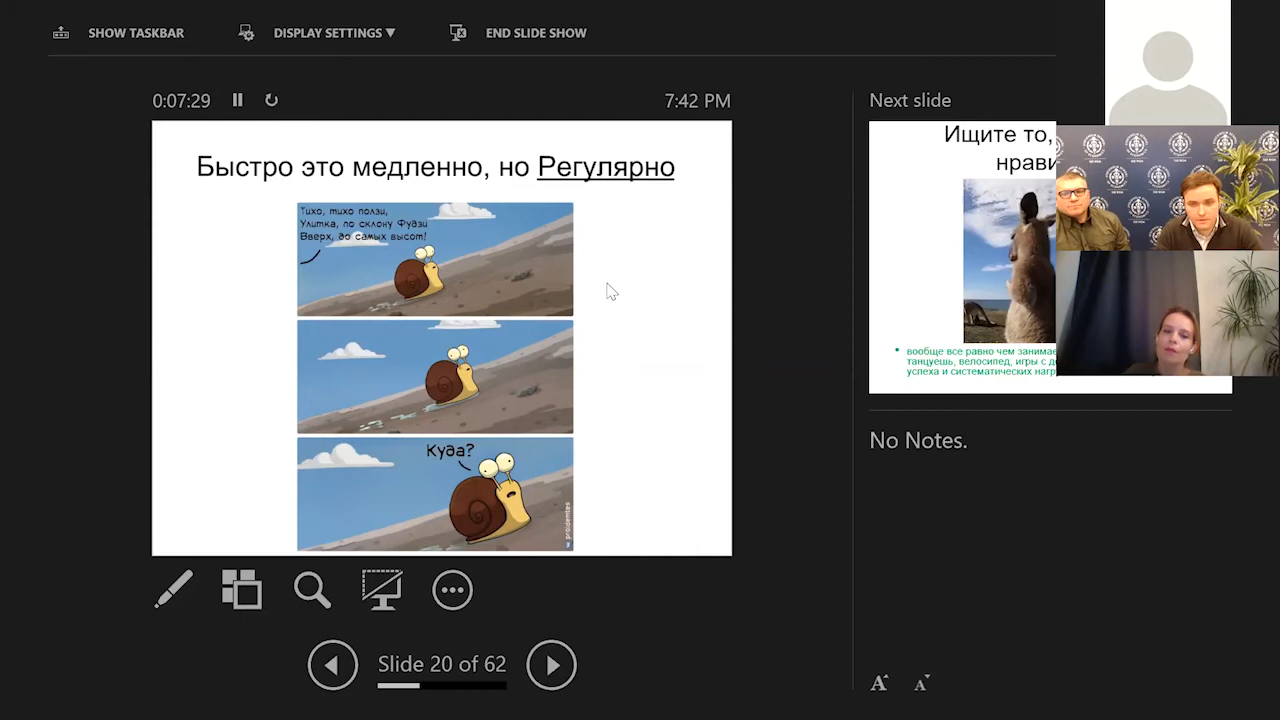 SHOW TASKBAR
DISPLAY SETTINGS ▼
END SLIDE SHOW
0:07:29
7:42 PM
Быстро это медленно, но Регулярно
Тихо, тихо ползи,
Улитка, по склону Фудзи
Вверх, до самых высот!
Куда?
proidemtes
Slide 20 of 62
Next slide
Ищите то,
нрави
• вообще все равно чем занимае
танцуешь, велосипед, игры с д
успеха и систематических нагр
No Notes.
A
A